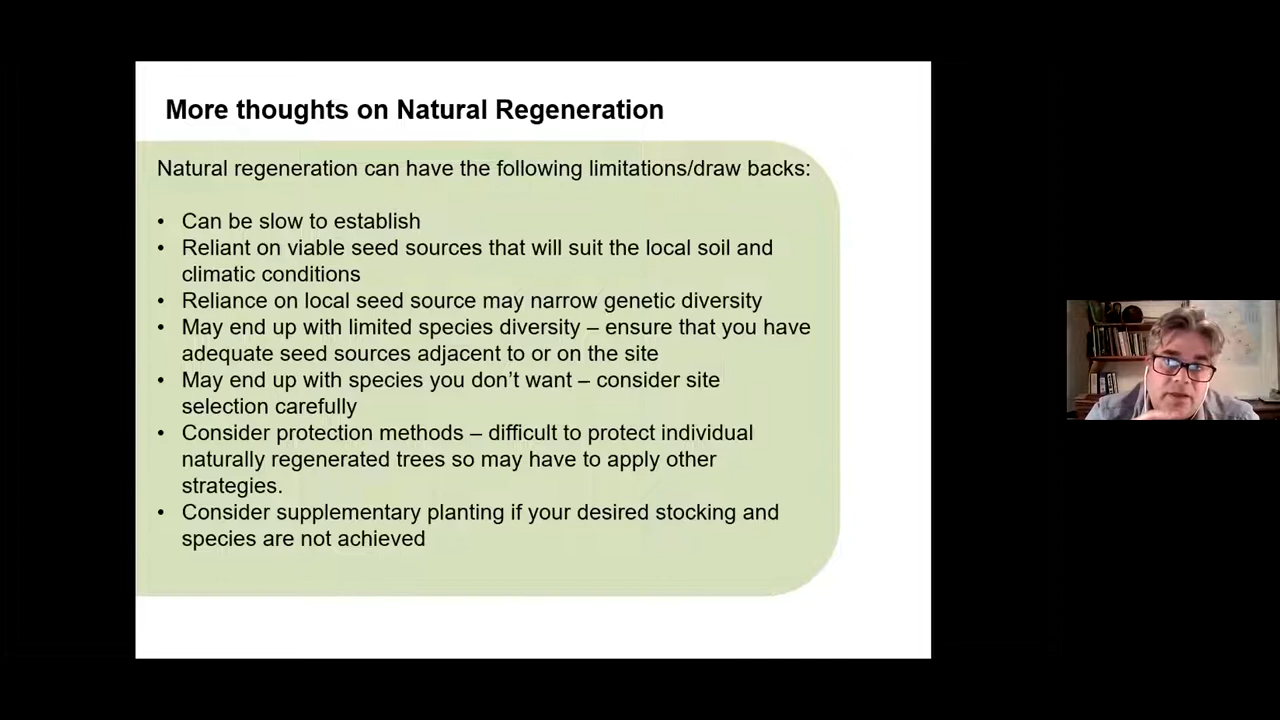 More thoughts on Natural Regeneration
Natural regeneration can have the following limitations/draw backs:
• Can be slow to establish
• Reliant on viable seed sources that will suit the local soil and
climatic conditions
• Reliance on local seed source may narrow genetic diversity
• May end up with limited species diversity – ensure that you have
adequate seed sources adjacent to or on the site
• May end up with species you don’t want – consider site
selection carefully
• Consider protection methods – difficult to protect individual
naturally regenerated trees so may have to apply other
strategies.
• Consider supplementary planting if your desired stocking and
species are not achieved